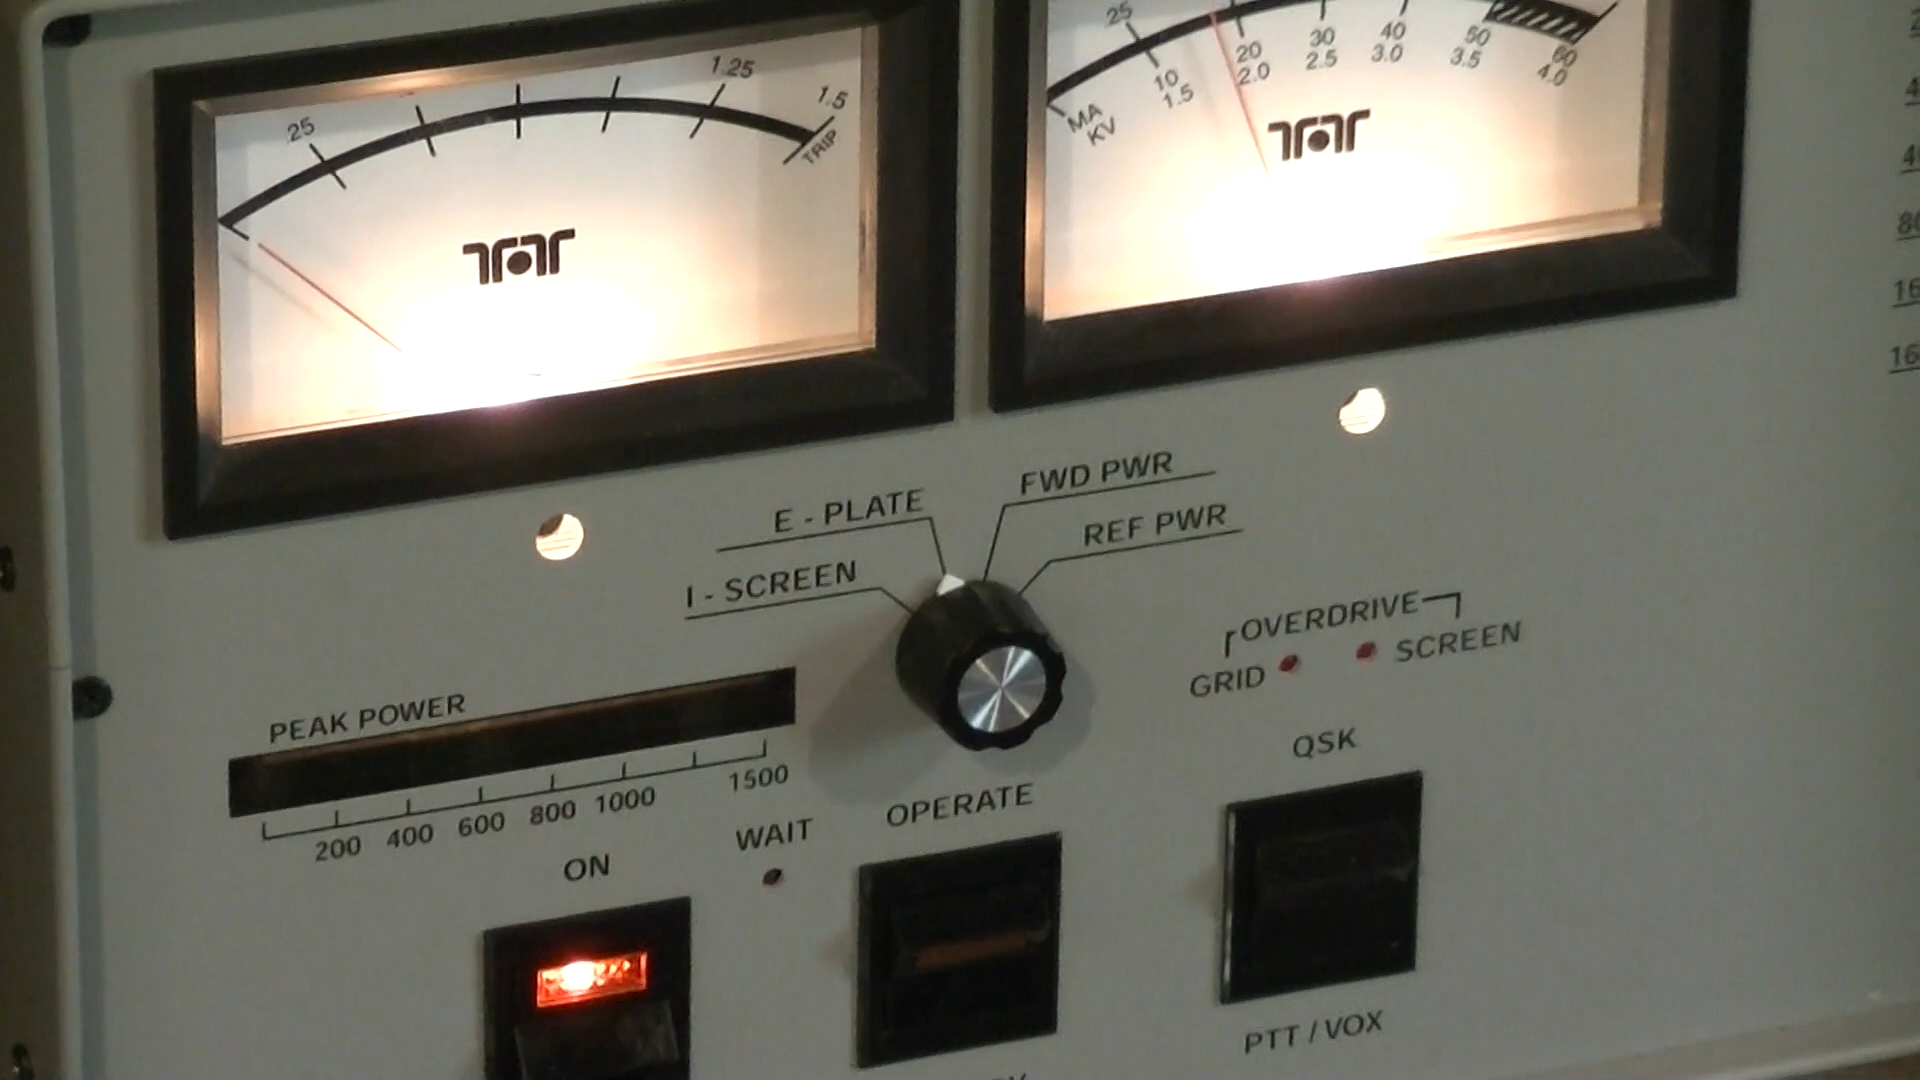 .25
1.25
1.5
TRIP
25
10
20
30
40
50
60
MA
KV
1.5
2.0
2.5
3.0
3.5
4.0
E - PLATE
FWD PWR
I - SCREEN
REF PWR
OVERDRIVE
GRID
SCREEN
PEAK POWER
200 400 600 800 1000 1500
WAIT
OPERATE
QSK
ON
PTT / VOX